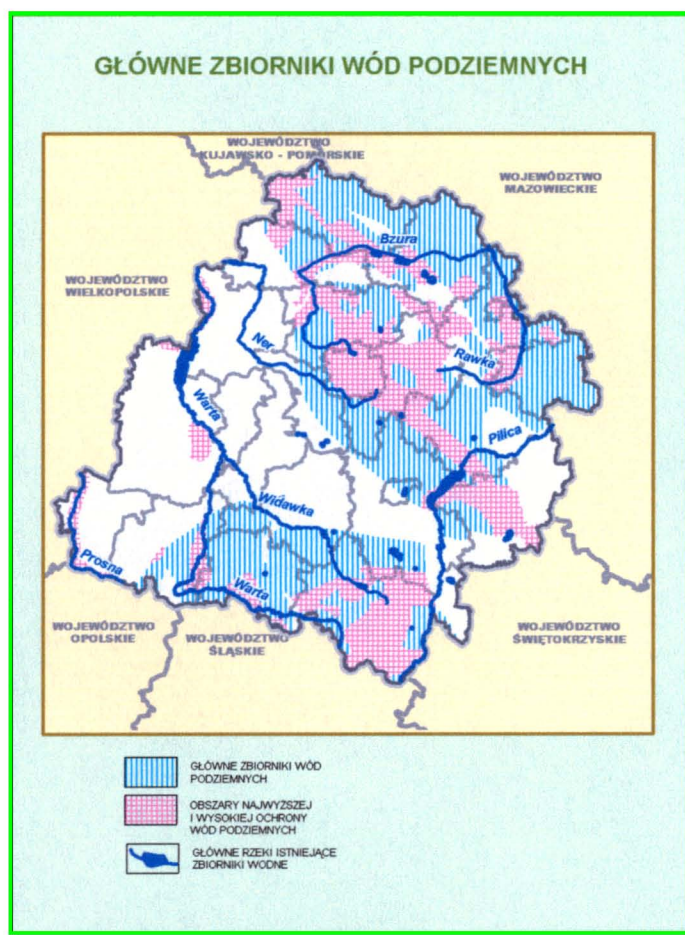 GŁÓWNE ZBIORNIKI WÓD PODZIEMNYCH
WOJEWÓDZTWO
KUJAWSKO - POMORSKIE
WOJEWÓDZTWO
MAZOWIECKIE
Bzura
WOJEWÓDZTWO
WIELKOPOLSKIE
Ner
Rawka
Warta
Pilica
Widawka
Prosna
Warta
WOJEWÓDZTWO
OPOLSKIE
WOJEWÓDZTWO
ŚLĄSKIE
WOJEWÓDZTWO
ŚWIĘTOKRZYSKIE
GŁÓWNE ZBIORNIKI WÓD
PODZIEMNYCH
OBSZARY NAJWYŻSZEJ
I WYSOKIEJ OCHRONY
WÓD PODZIEMNYCH
GŁÓWNE RZEKI ISTNIEJĄCE
ZBIORNIKI WODNE